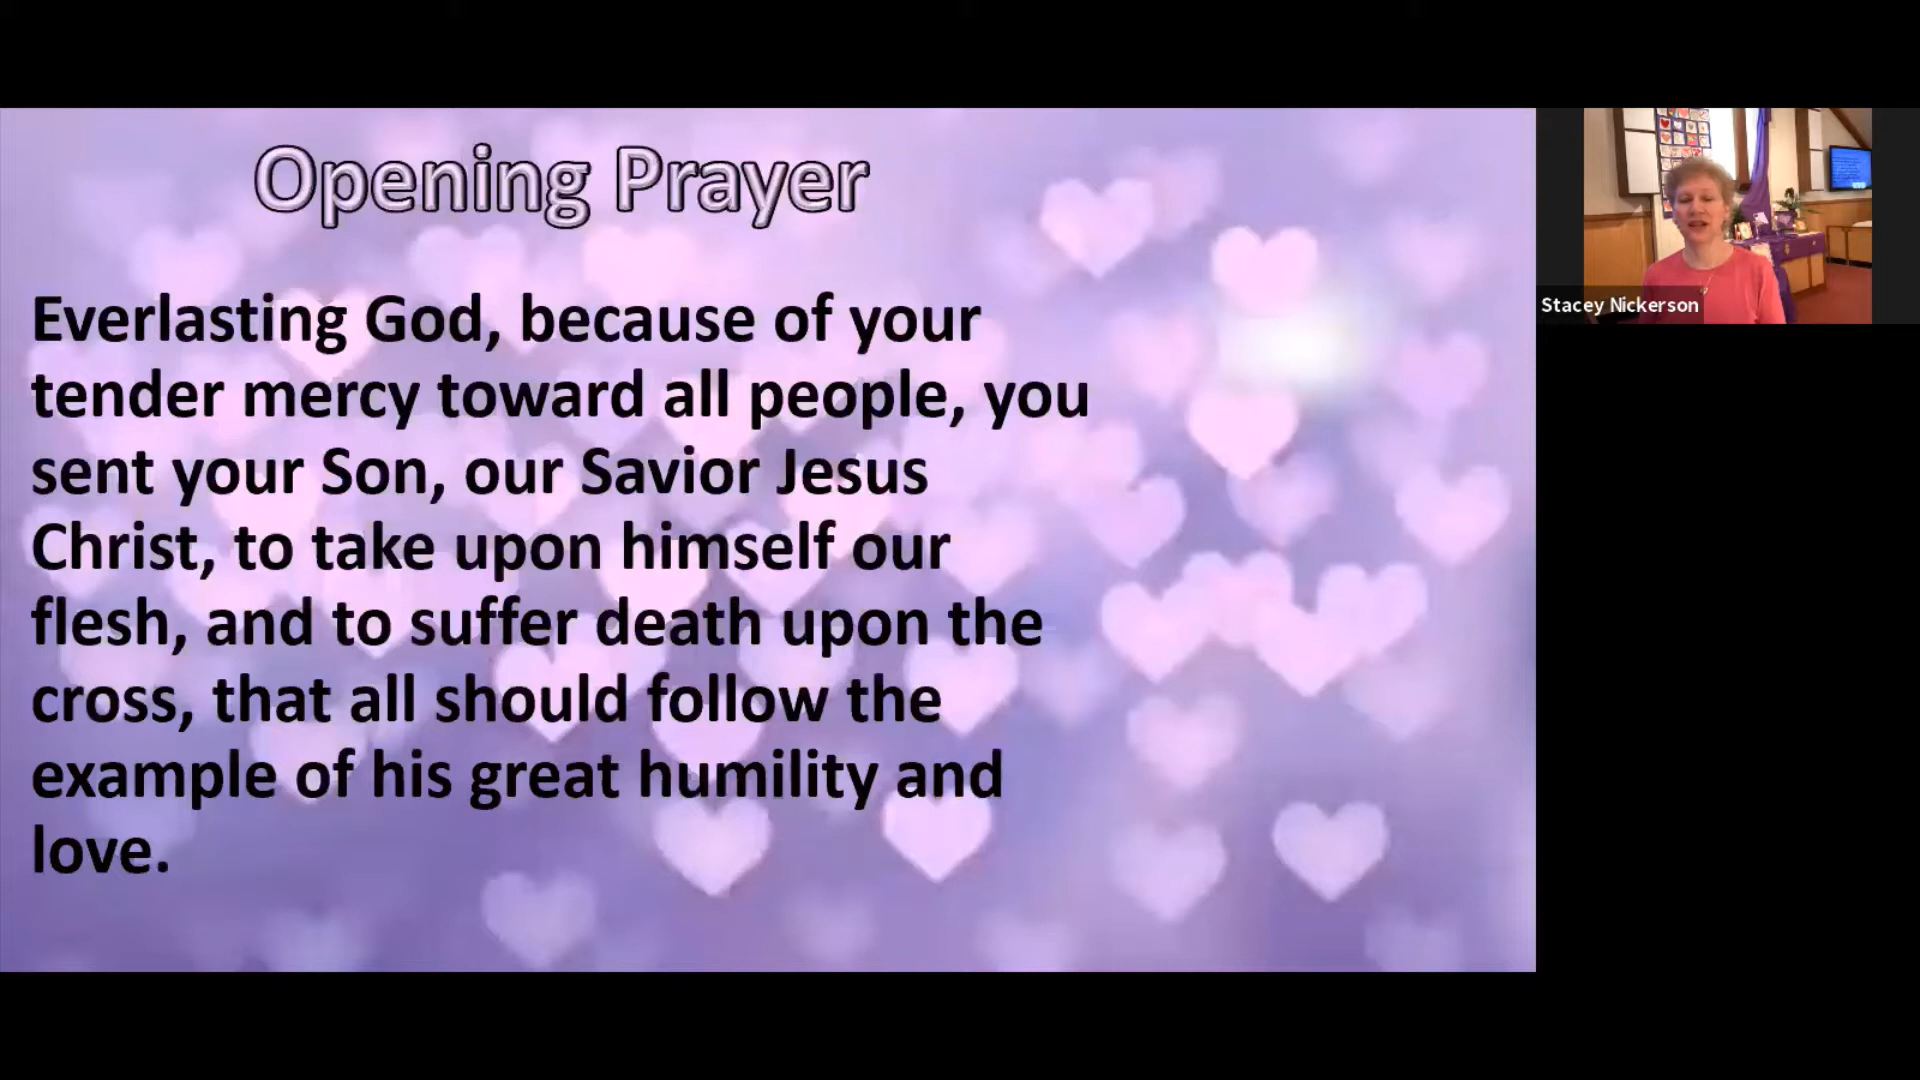 Opening Prayer
Everlasting God, because of your
tender mercy toward all people, you
sent your Son, our Savior Jesus
Christ, to take upon himself our
flesh, and to suffer death upon the
cross, that all should follow the
example of his great humility and
love.
Stacey Nickerson